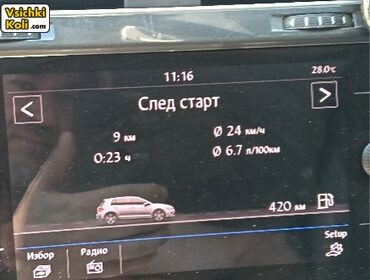 Vsichki
Koli.com
11:16
28.0°C
След старт
9 км
Ø 24 км/ч
0:23 ч
Ø 6.7 л/100км
420 км
Избор
Радио
Setup